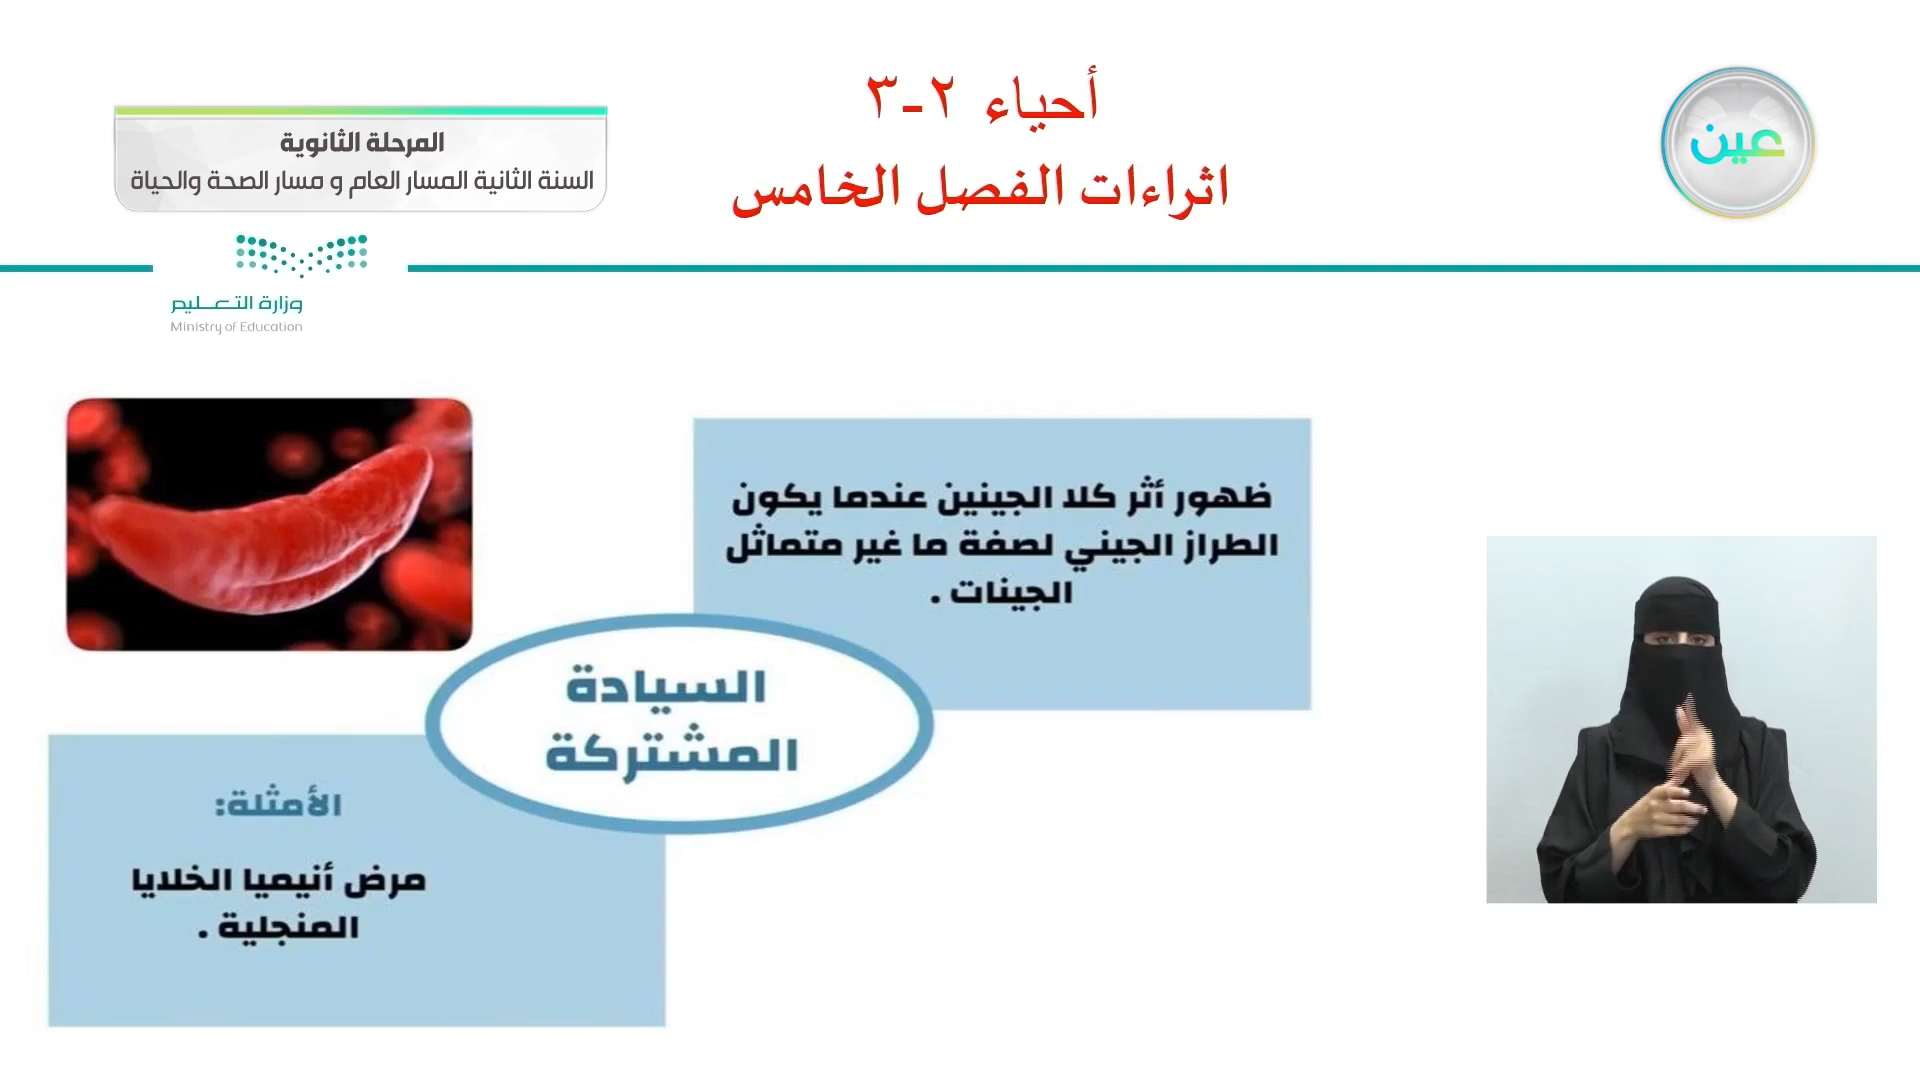 أحياء ٢-٣
اثراءات الفصل الخامس
عين
المرحلة الثانوية
السنة الثانية المسار العام و مسار الصحة والحياة
وزارة التعليم
Ministry of Education
ظهور أثر كلا الجينين عندما يكون
الطراز الجيني لصفة ما غير متماثل
الجينات .
السيادة
المشتركة
الأمثلة:
مرض أنيميا الخلايا
المنجلية .